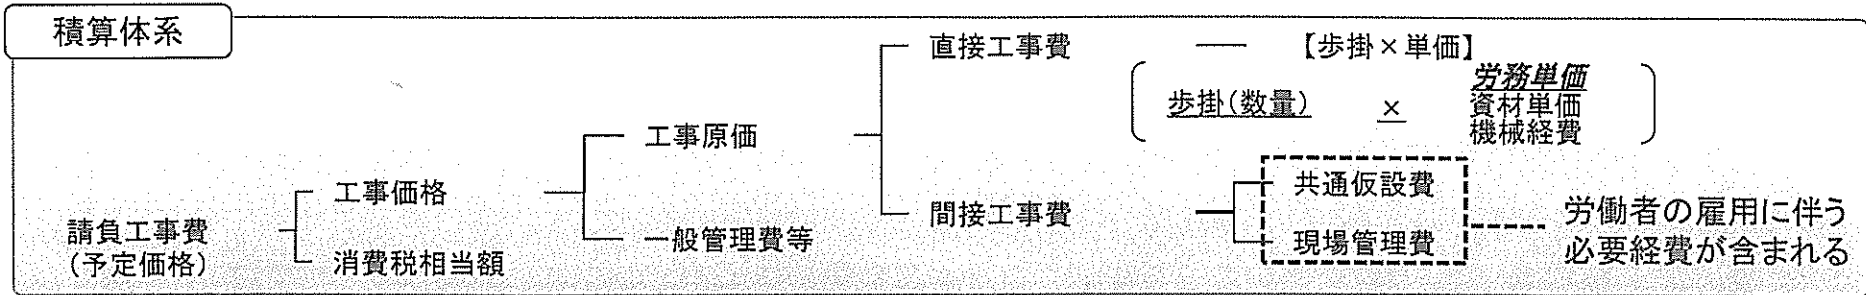 積算体系
直接工事費 ― 【歩掛×単価】
歩掛(数量) × 労務単価
資材単価
機械経費
工事原価
共通仮設費
工事価格
間接工事費
労働者の雇用に伴う
必要経費が含まれる
請負工事費
(予定価格)
一般管理費等
現場管理費
消費税相当額